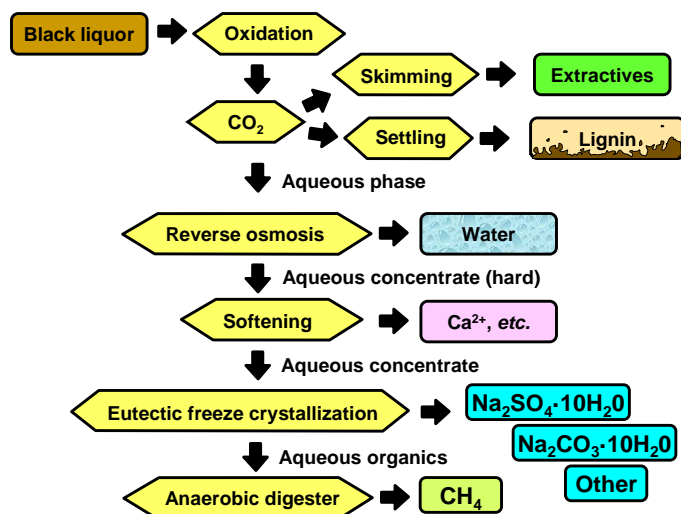 Black liquor
Oxidation
Skimming
Extractives
CO₂
Settling
Lignin
Aqueous phase
Reverse osmosis
Water
Aqueous concentrate (hard)
Softening
Ca²⁺, etc.
Aqueous concentrate
Eutectic freeze crystallization
Na₂SO₄·10H₂0
Na₂CO₃·10H₂0
Other
Aqueous organics
Anaerobic digester
CH₄